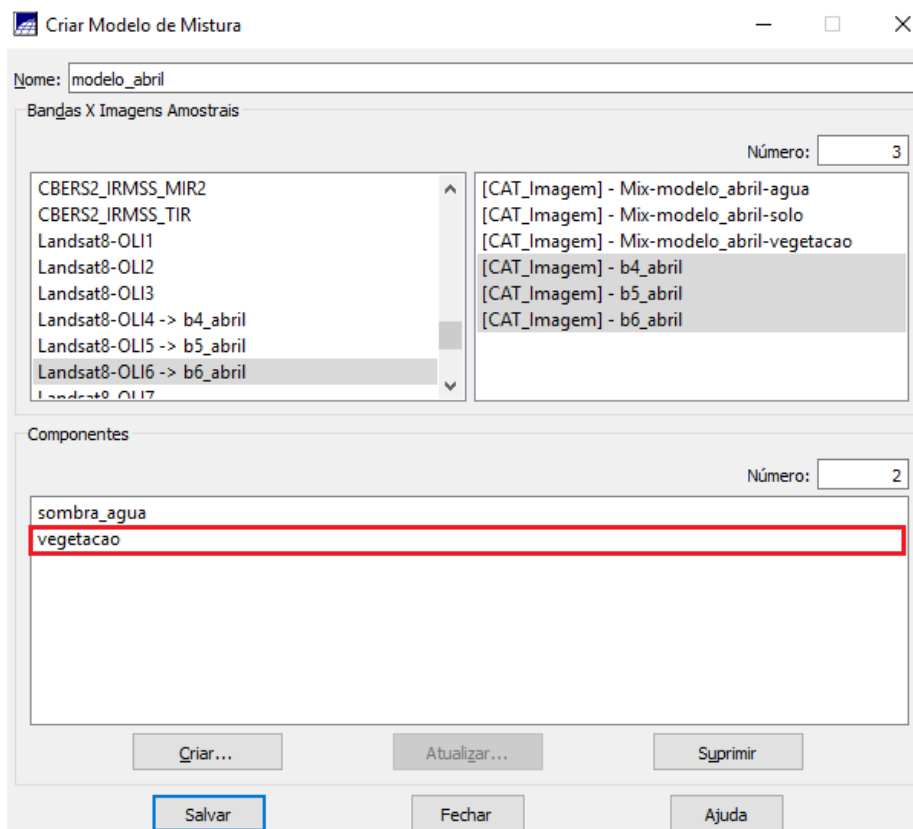 Criar Modelo de Mistura
Nome: modelo_abril
Bandas X Imagens Amostrais
Número: 3
CBERS2_IRMSS_MIR2
CBERS2_IRMSS_TIR
Landsat8-OLI1
Landsat8-OLI2
Landsat8-OLI3
Landsat8-OLI4 -> b4_abril
Landsat8-OLI5 -> b5_abril
Landsat8-OLI6 -> b6_abril
Landsat8-OLI7
[CAT_Imagem] - Mix-modelo_abril-agua
[CAT_Imagem] - Mix-modelo_abril-solo
[CAT_Imagem] - Mix-modelo_abril-vegetacao
[CAT_Imagem] - b4_abril
[CAT_Imagem] - b5_abril
[CAT_Imagem] - b6_abril
Componentes
Número: 2
sombra_agua
vegetacao
Criar... Atualizar... Suprimir
Salvar Fechar Ajuda